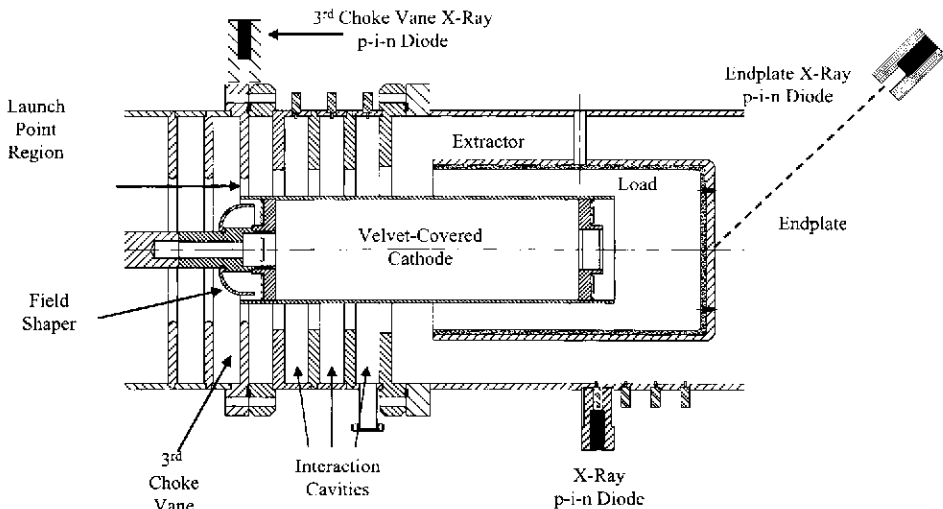 3rd Choke Vane X-Ray
p-i-n Diode
Endplate X-Ray
p-i-n Diode
Launch
Point
Region
Extractor
Load
Velvet-Covered
Cathode
Endplate
Field
Shaper
3rd
Choke
Vane
Interaction
Cavities
X-Ray
p-i-n Diode